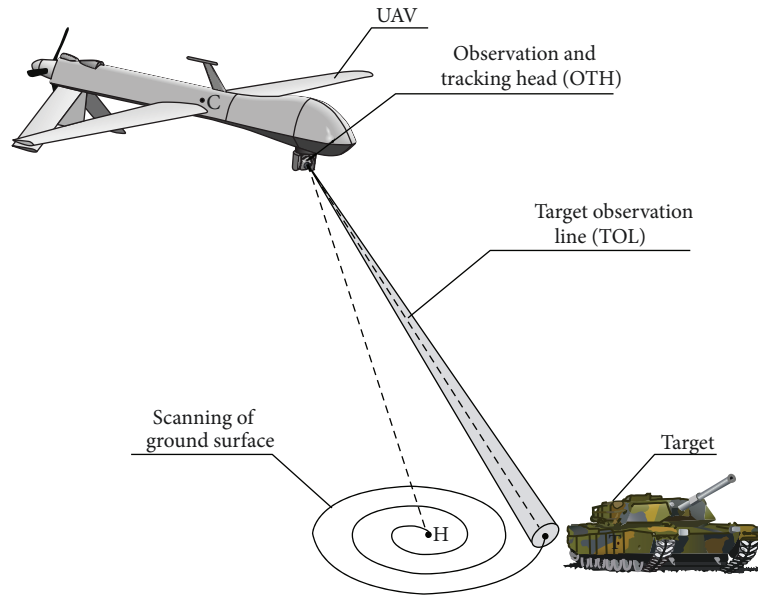 UAV
Observation and
tracking head (OTH)
C
Target observation
line (TOL)
Scanning of
ground surface
Target
H